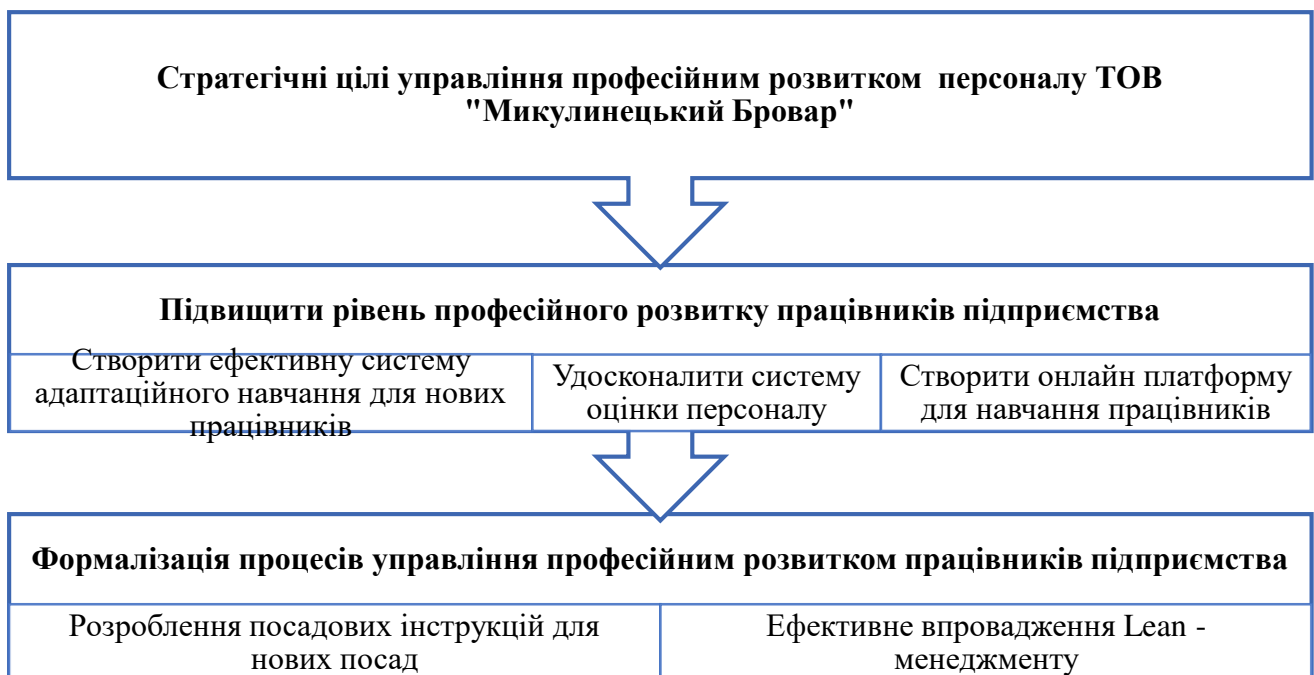 Стратегічні цілі управління професійним розвитком персоналу ТОВ
"Микулинецький Бровар"
Підвищити рівень професійного розвитку працівників підприємства
Створити ефективну систему
адаптаційного навчання для нових
працівників
Удосконалити систему
оцінки персоналу
Створити онлайн платформу
для навчання працівників
Формалізація процесів управління професійним розвитком працівників підприємства
Розроблення посадових інструкцій для
нових посад
Ефективне впровадження Lean -
менеджменту